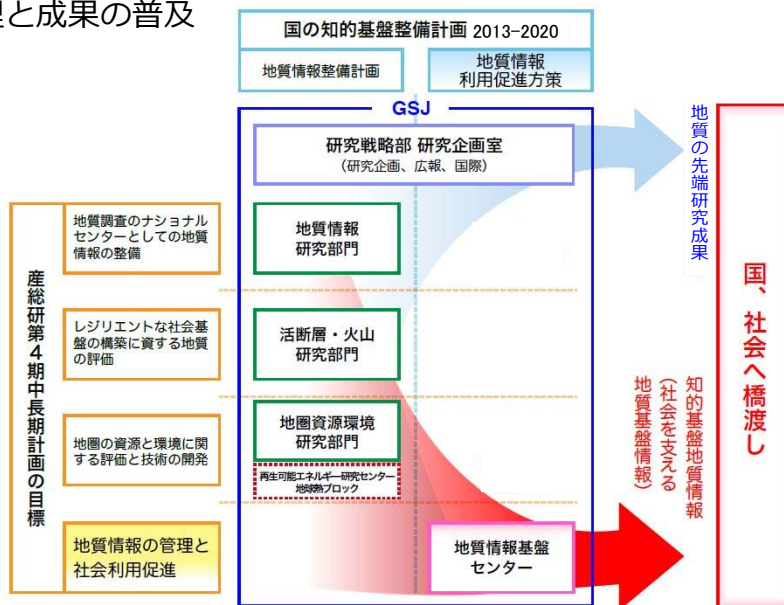 理と成果の普及
国の知的基盤整備計画 2013-2020
地質情報整備計画
地質情報
利用促進方策
GSJ
研究戦略部 研究企画室
（研究企画、広報、国際）
地質の先端研究成果
産総研第４期中長期計画の目標
地質調査のナショナル
センターとしての地質
情報の整備
地質情報
研究部門
レジリエントな社会基
盤の構築に資する地質
の評価
活断層・火山
研究部門
地圏の資源と環境に関
する評価と技術の開発
地圏資源環境
研究部門
再生可能エネルギー研究センター
地球熱ブロック
地質情報の管理と
社会利用促進
地質情報基盤
センター
知的基盤地質情報
（社会を支える
地質基盤情報）
国、社会へ橋渡し